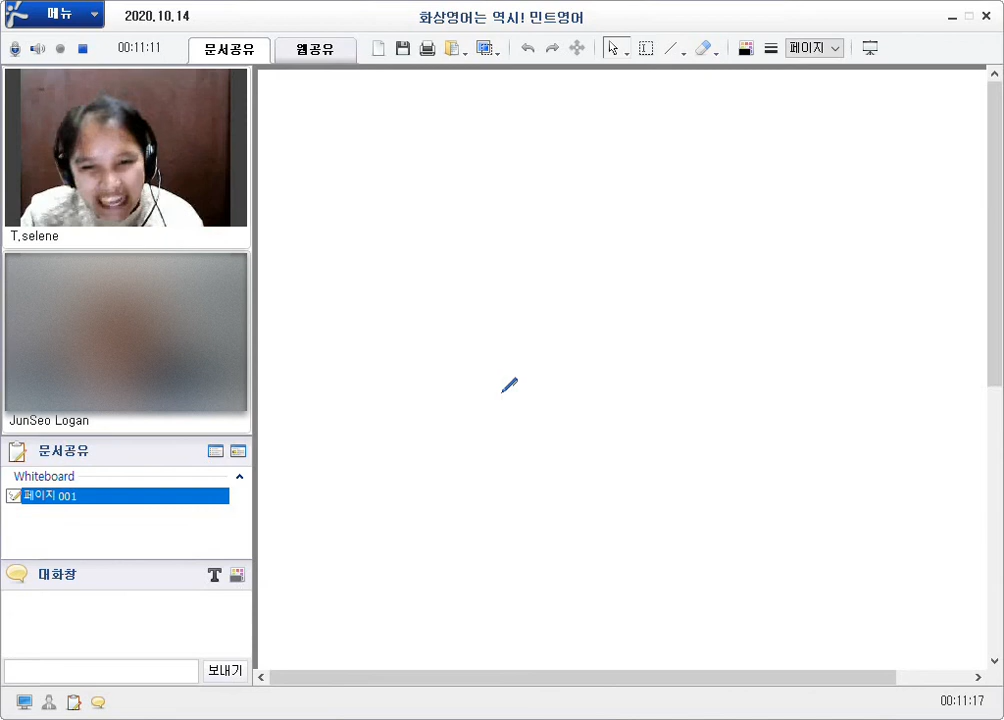 메뉴
2020.10.14
화상영어는 역시! 민트영어
00:11:11
문서공유
웹공유
페이지
T.selene
JunSeo Logan
문서공유
Whiteboard
페이지 001
대화창
T
보내기
00:11:17